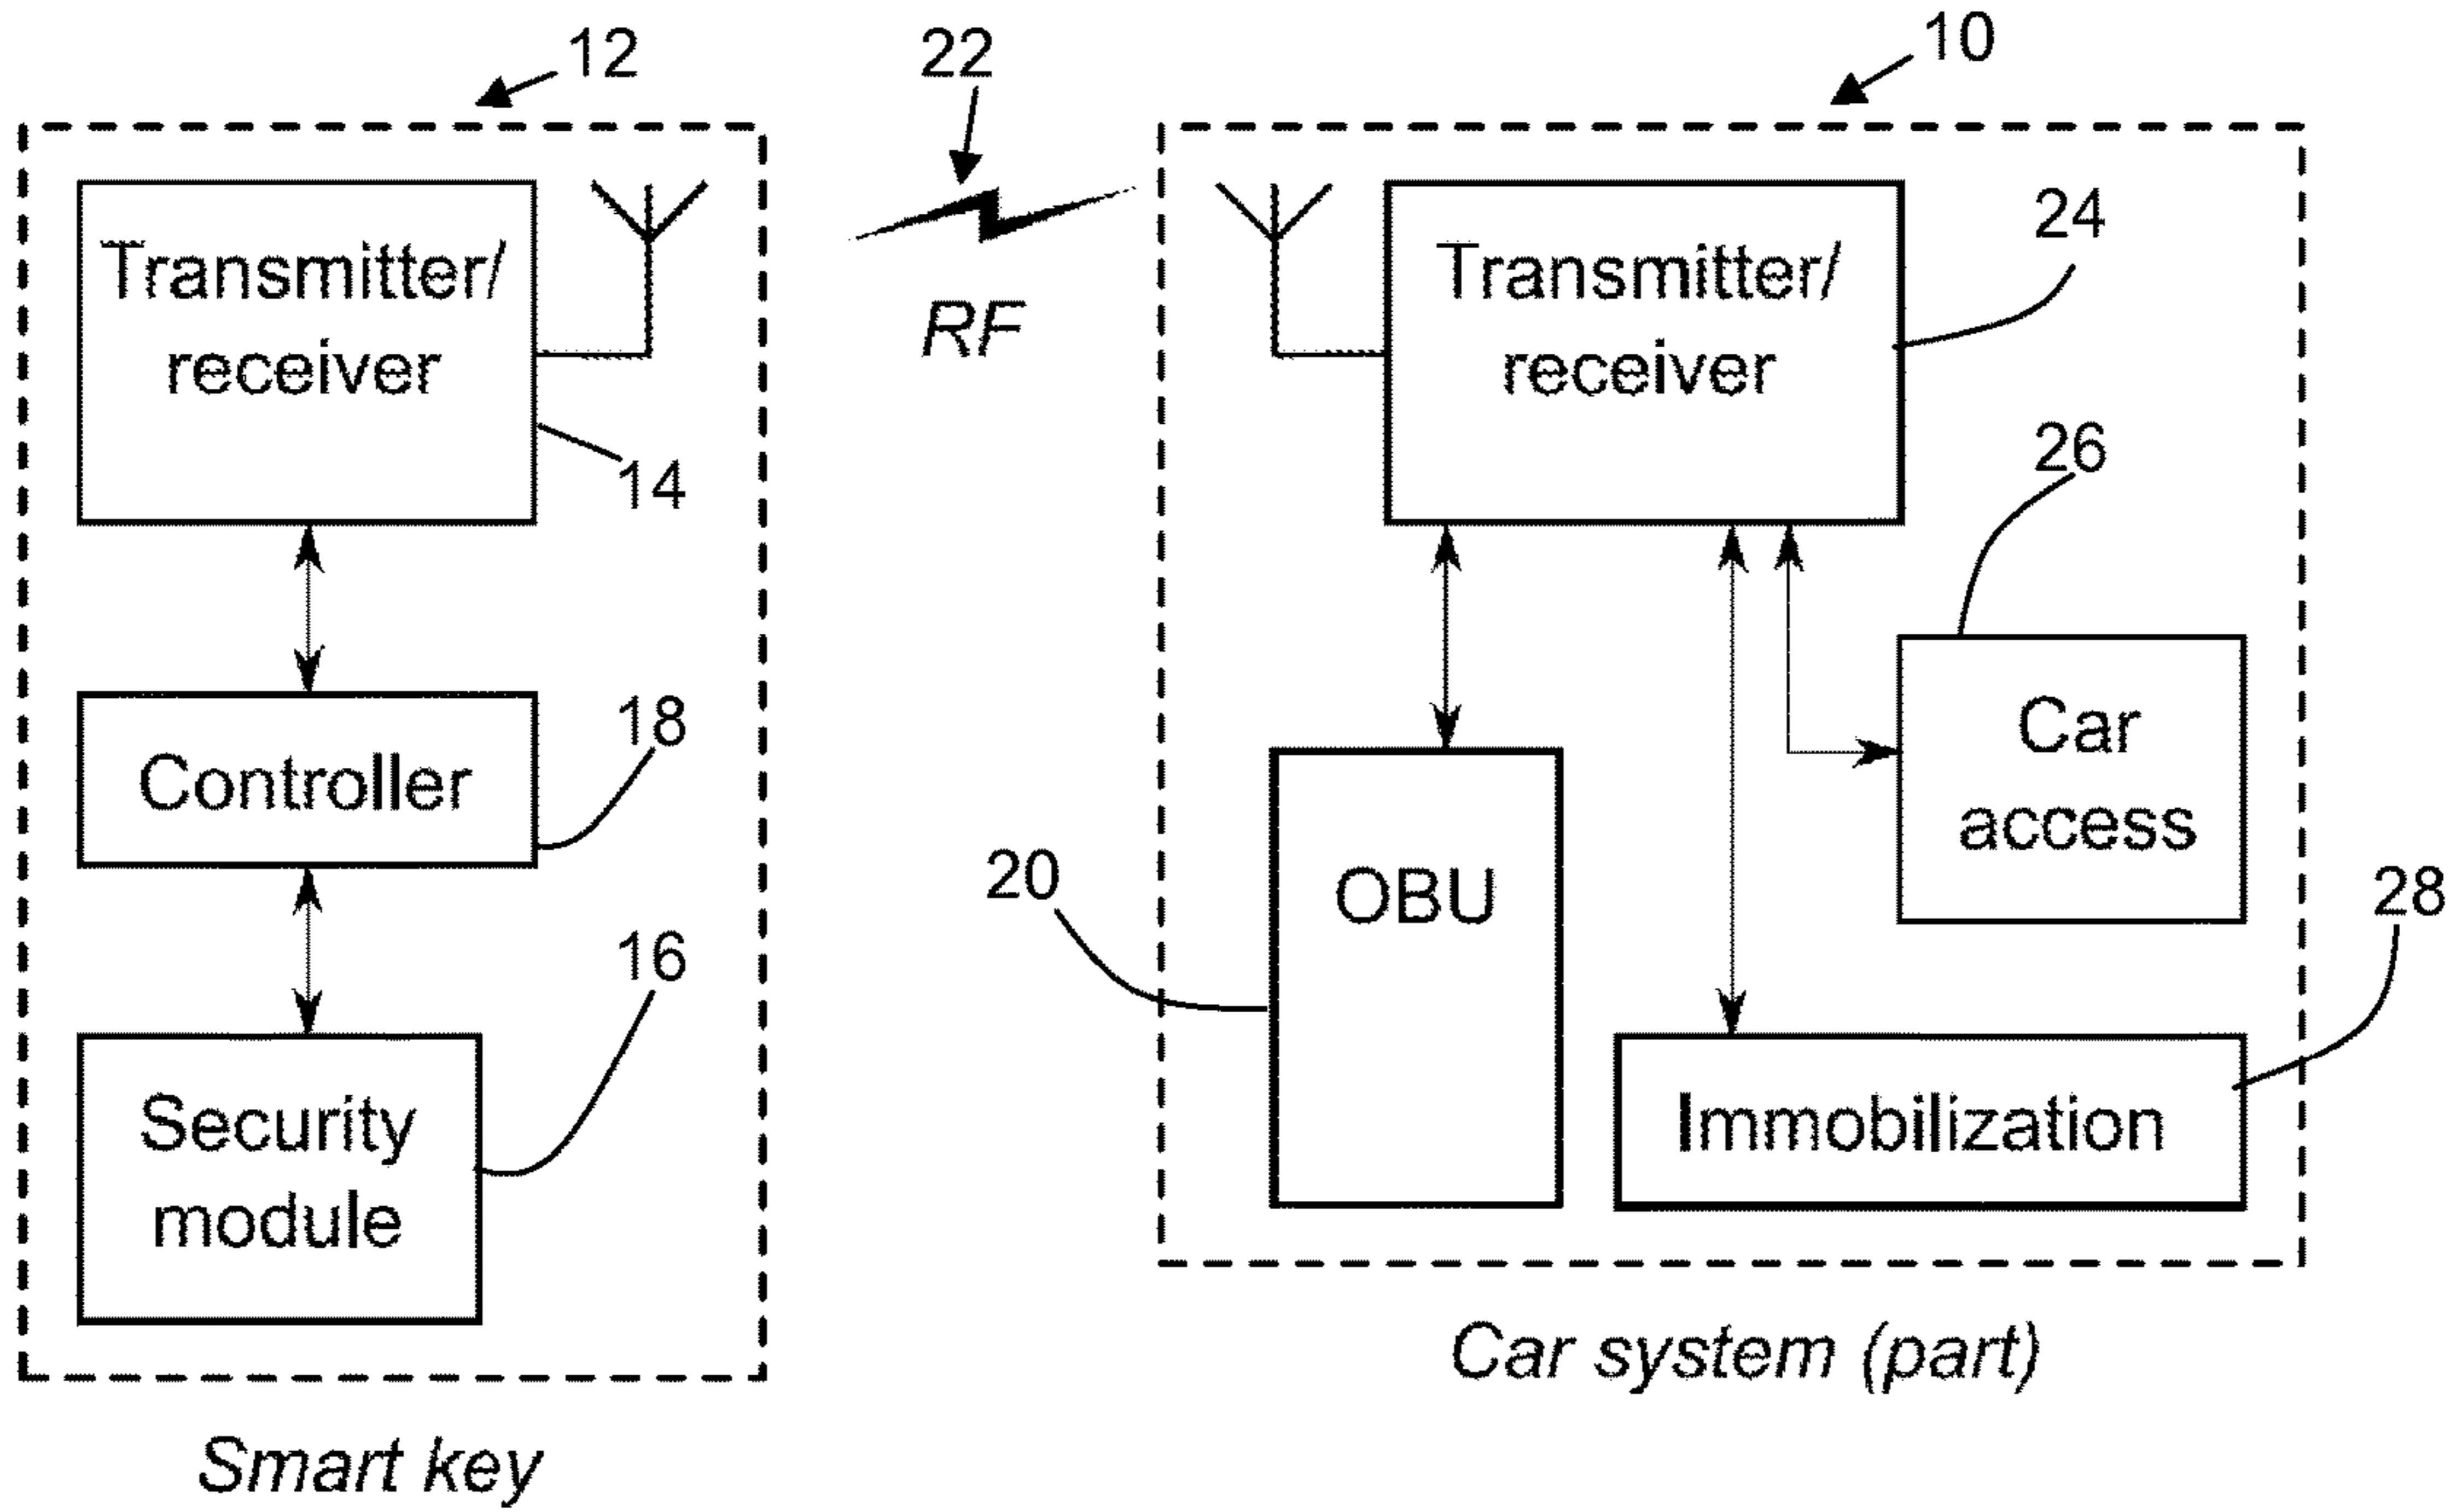 12
22
10
Transmitter/
receiver
14
RF
Transmitter/
receiver
24
26
Controller
18
Car
access
20
OBU
28
Security
module
16
Immobilization
Car system (part)
Smart key